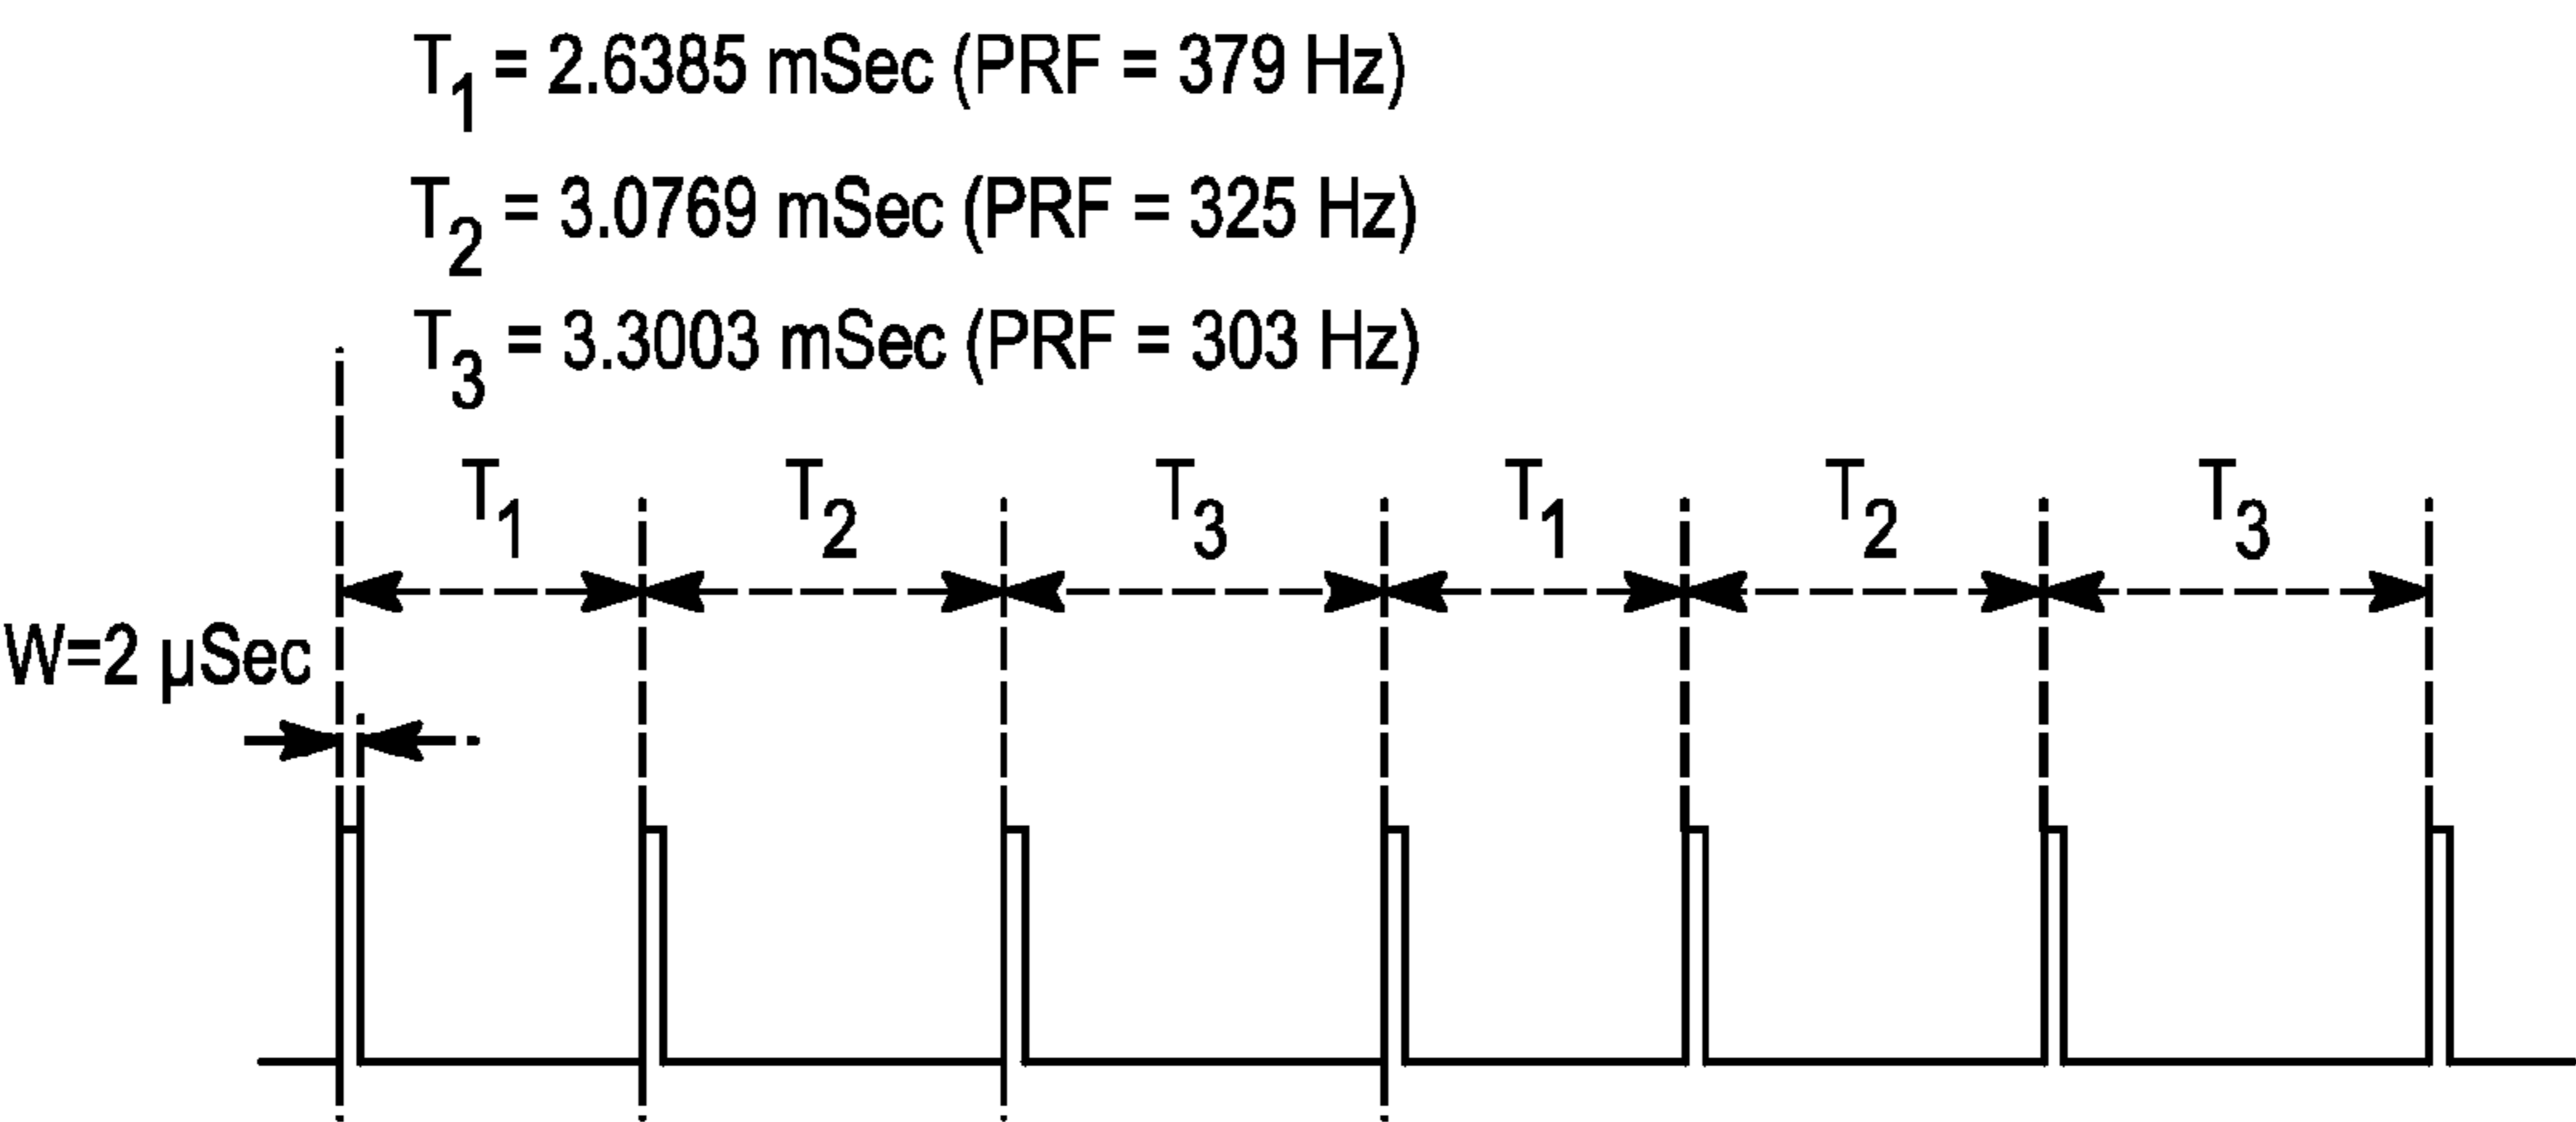 T1 = 2.6385 mSec (PRF = 379 Hz)
T2 = 3.0769 mSec (PRF = 325 Hz)
T3 = 3.3003 mSec (PRF = 303 Hz)
T1 T2 T3 T1 T2 T3
W=2 µSec